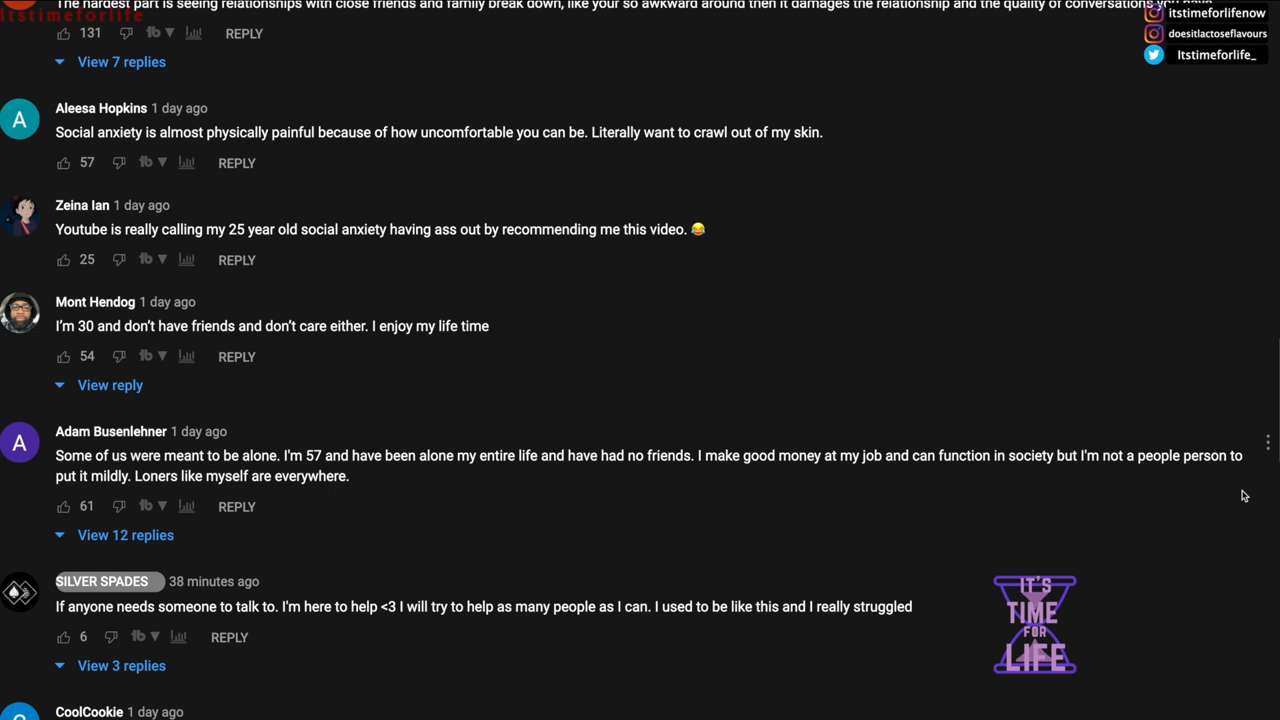 The hardest part is seeing relationships with close friends and family break down, like your so awkward around then it damages the relationship and the quality of conversations you have
Itstimeforlife
itstimeforlifenow
131 REPLY
doesitlactoseflavours
Itstimeforlife_
View 7 replies
Aleesa Hopkins 1 day ago
Social anxiety is almost physically painful because of how uncomfortable you can be. Literally want to crawl out of my skin.
57 REPLY
Zeina Ian 1 day ago
Youtube is really calling my 25 year old social anxiety having ass out by recommending me this video. 😂
25 REPLY
Mont Hendog 1 day ago
I'm 30 and don't have friends and don't care either. I enjoy my life time
54 REPLY
View reply
A
Adam Busenlehner 1 day ago
Some of us were meant to be alone. I'm 57 and have been alone my entire life and have had no friends. I make good money at my job and can function in society but I'm not a people person to
put it mildly. Loners like myself are everywhere.
61 REPLY
View 12 replies
SILVER SPADES 38 minutes ago
If anyone needs someone to talk to. I'm here to help <3 I will try to help as many people as I can. I used to be like this and I really struggled
6 REPLY
View 3 replies
IT'S
TIME
FOR
LIFE
CoolCookie 1 day ago